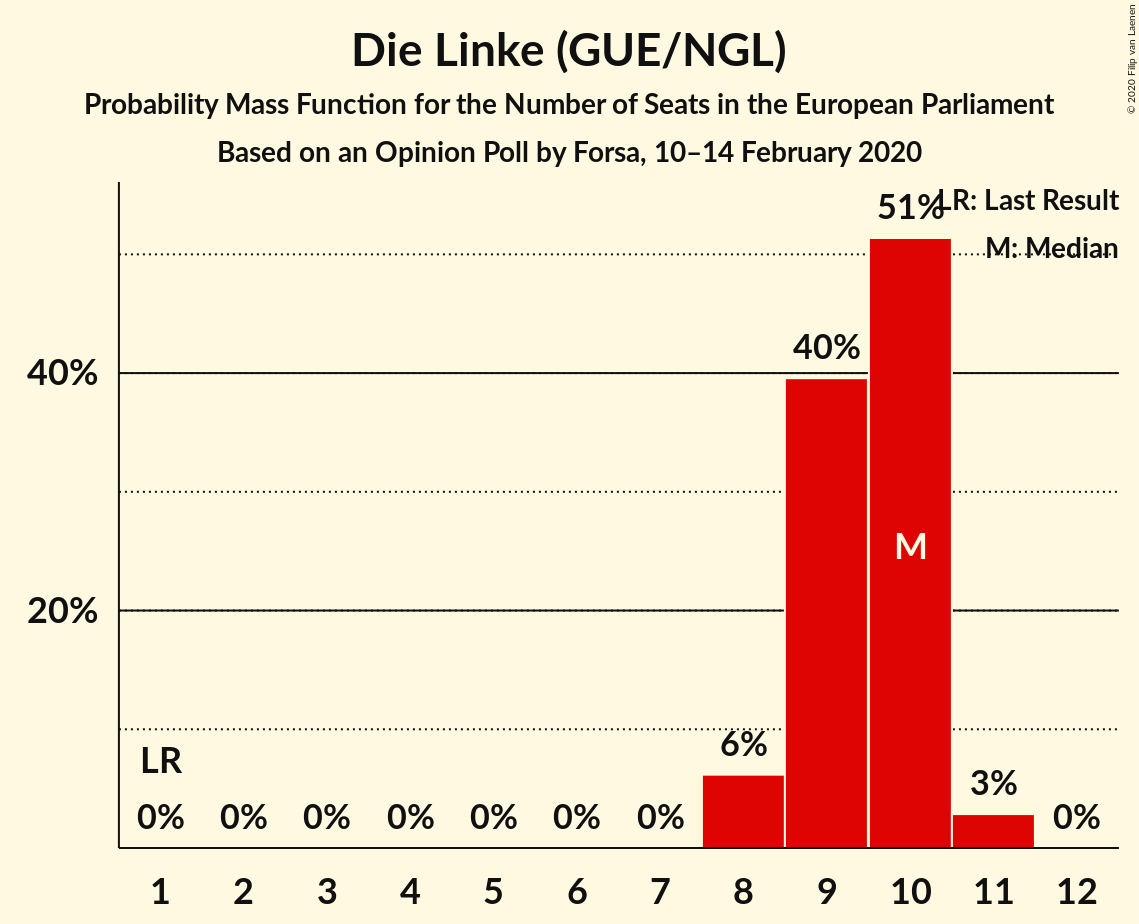 Die Linke (GUE/NGL)
Probability Mass Function for the Number of Seats in the European Parliament
Based on an Opinion Poll by Forsa, 10–14 February 2020
© 2020 Filip van Laenen
LR: Last Result
M: Median
51%
40%
40%
M
20%
6%
LR
3%
0% 0% 0% 0% 0% 0% 0% 0%
1 2 3 4 5 6 7 8 9 10 11 12